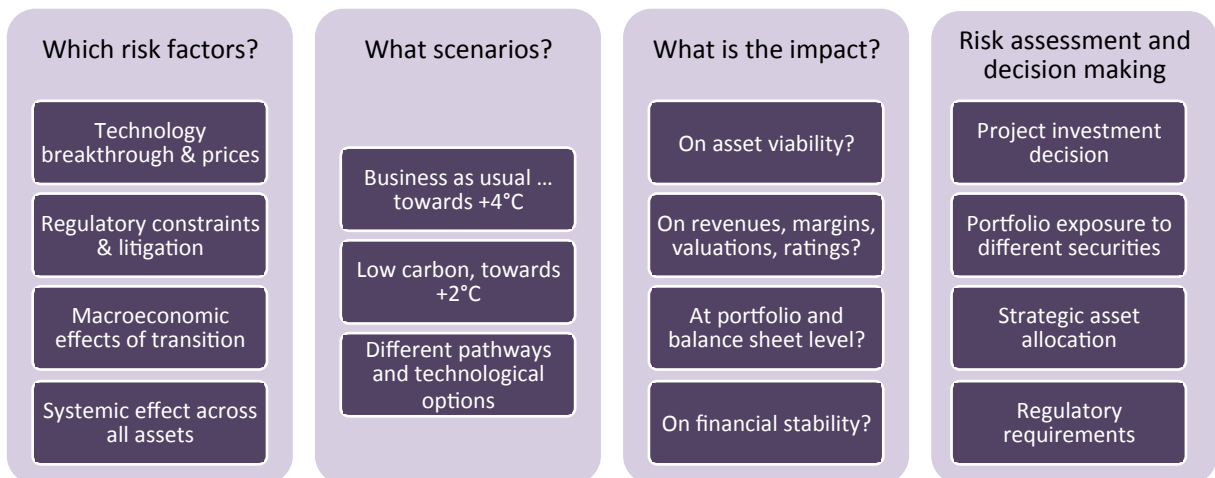 Which risk factors?
Technology
breakthrough & prices
Regulatory constraints
& litigation
Macroeconomic
effects of transition
Systemic effect across
all assets
What scenarios?
Business as usual …
towards +4°C
Low carbon, towards
+2°C
Different pathways
and technological
options
What is the impact?
On asset viability?
On revenues, margins,
valuations, ratings?
At portfolio and
balance sheet level?
On financial stability?
Risk assessment and
decision making
Project investment
decision
Portfolio exposure to
different securities
Strategic asset
allocation
Regulatory
requirements